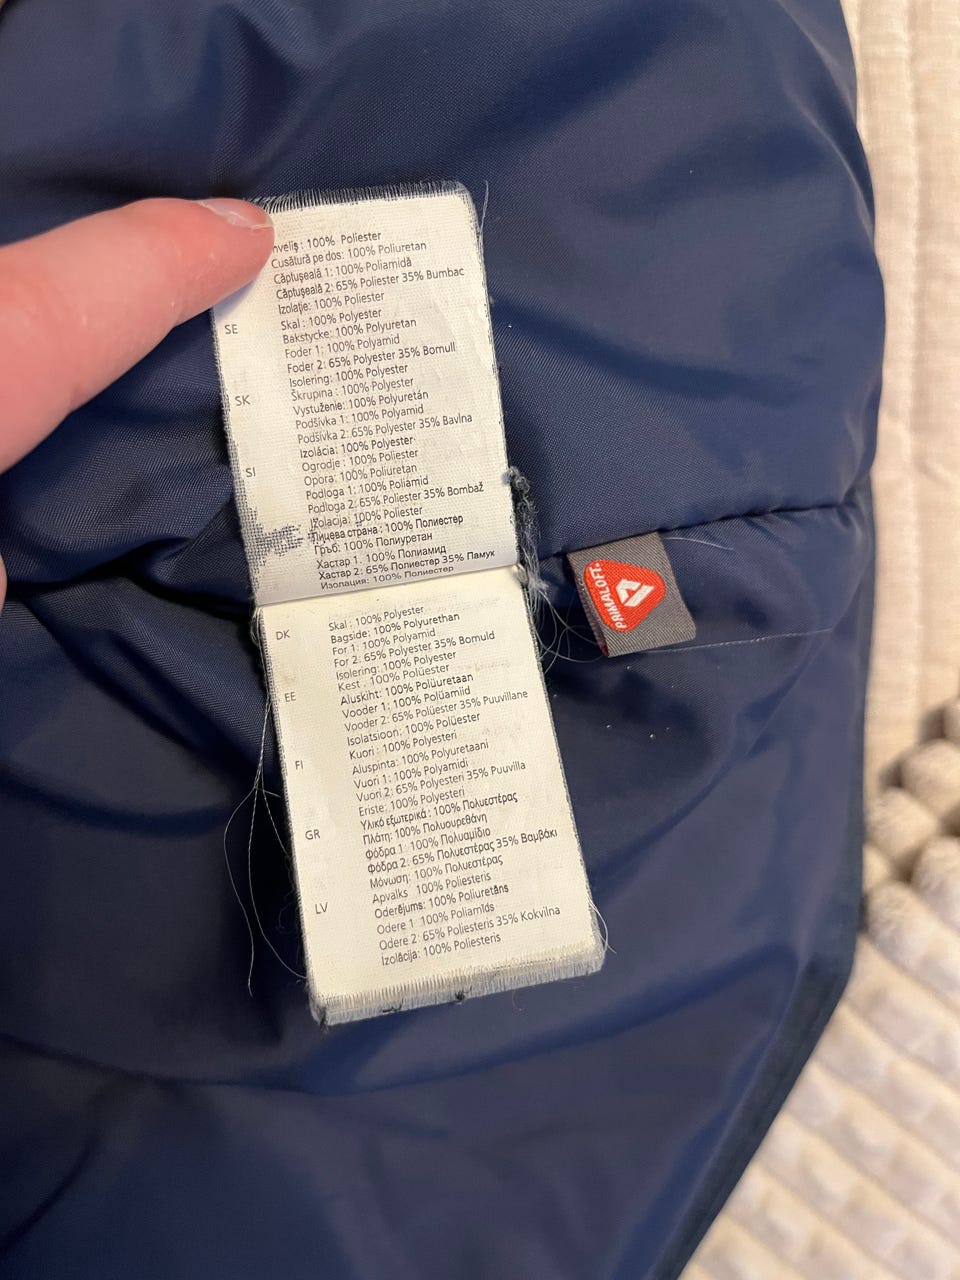 nveliş : 100% Poliester
Cusătură pe dos: 100% Poliuretan
Căptuşeală 1: 100% Poliamidă
Căptuşeală 2: 65% Poliester 35% Bumbac
Izolaţie: 100% Poliester
SE Skal : 100% Polyester
Bakstycke: 100% Polyuretan
Foder 1: 100% Polyamid
Foder 2: 65% Polyester 35% Bomull
Isolering: 100% Polyester
SK Škrupina : 100% Polyester
Vystuženie: 100% Polyuretán
Podšívka 1: 100% Polyamid
Podšívka 2: 65% Polyester 35% Bavlna
Izolácia: 100% Polyester
SI Ogrodje : 100% Poliester
Opora: 100% Poliuretan
Podloga 1: 100% Poliamid
Podloga 2: 65% Poliester 35% Bombaž
Izolacija: 100% Poliester
Лицева страна : 100% Полиестер
Гръб: 100% Полиуретан
Хастар 1. 100% Полиамид
Хастар 2: 65% Полиестер 35% Памук
Изолация: 100% Полиестер
PRIMALOFT.
DK Skal : 100% Polyester
Bagside: 100% Polyurethan
For 1: 100% Polyamid
For 2: 65% Polyester 35% Bomuld
Isolering: 100% Polyester
EE Kest . 100% Polüester
Aluskiht: 100% Polüuretaan
Vooder 1: 100% Polüamiid
Vooder 2: 65% Polüester 35% Puuvillane
Isolatsioon: 100% Polüester
FI Kuori : 100% Polyesteri
Aluspinta: 100% Polyuretaani
Vuori 1: 100% Polyamidi
Vuori 2: 65% Polyesteri 35% Puuvilla
Eriste: 100% Polyesteri
GR Υλικό εξωτερικά : 100% Πολυεστέρας
Πλάτη: 100% Πολυουρεθάνη
Φόδρα 1 100% Πολυαμίδιο
Φόδρα 2: 65% Πολυεστέρας 35% Βαμβάκι
Μόνωση: 100% Πολυεστέρας
LV Apvalks 100% Poliesteris
Oderējums: 100% Poliuretāns
Odere 1 100% Poliamīds
Odere 2: 65% Poliesteris 35% Kokvilna
Izolācija: 100% Poliesteris